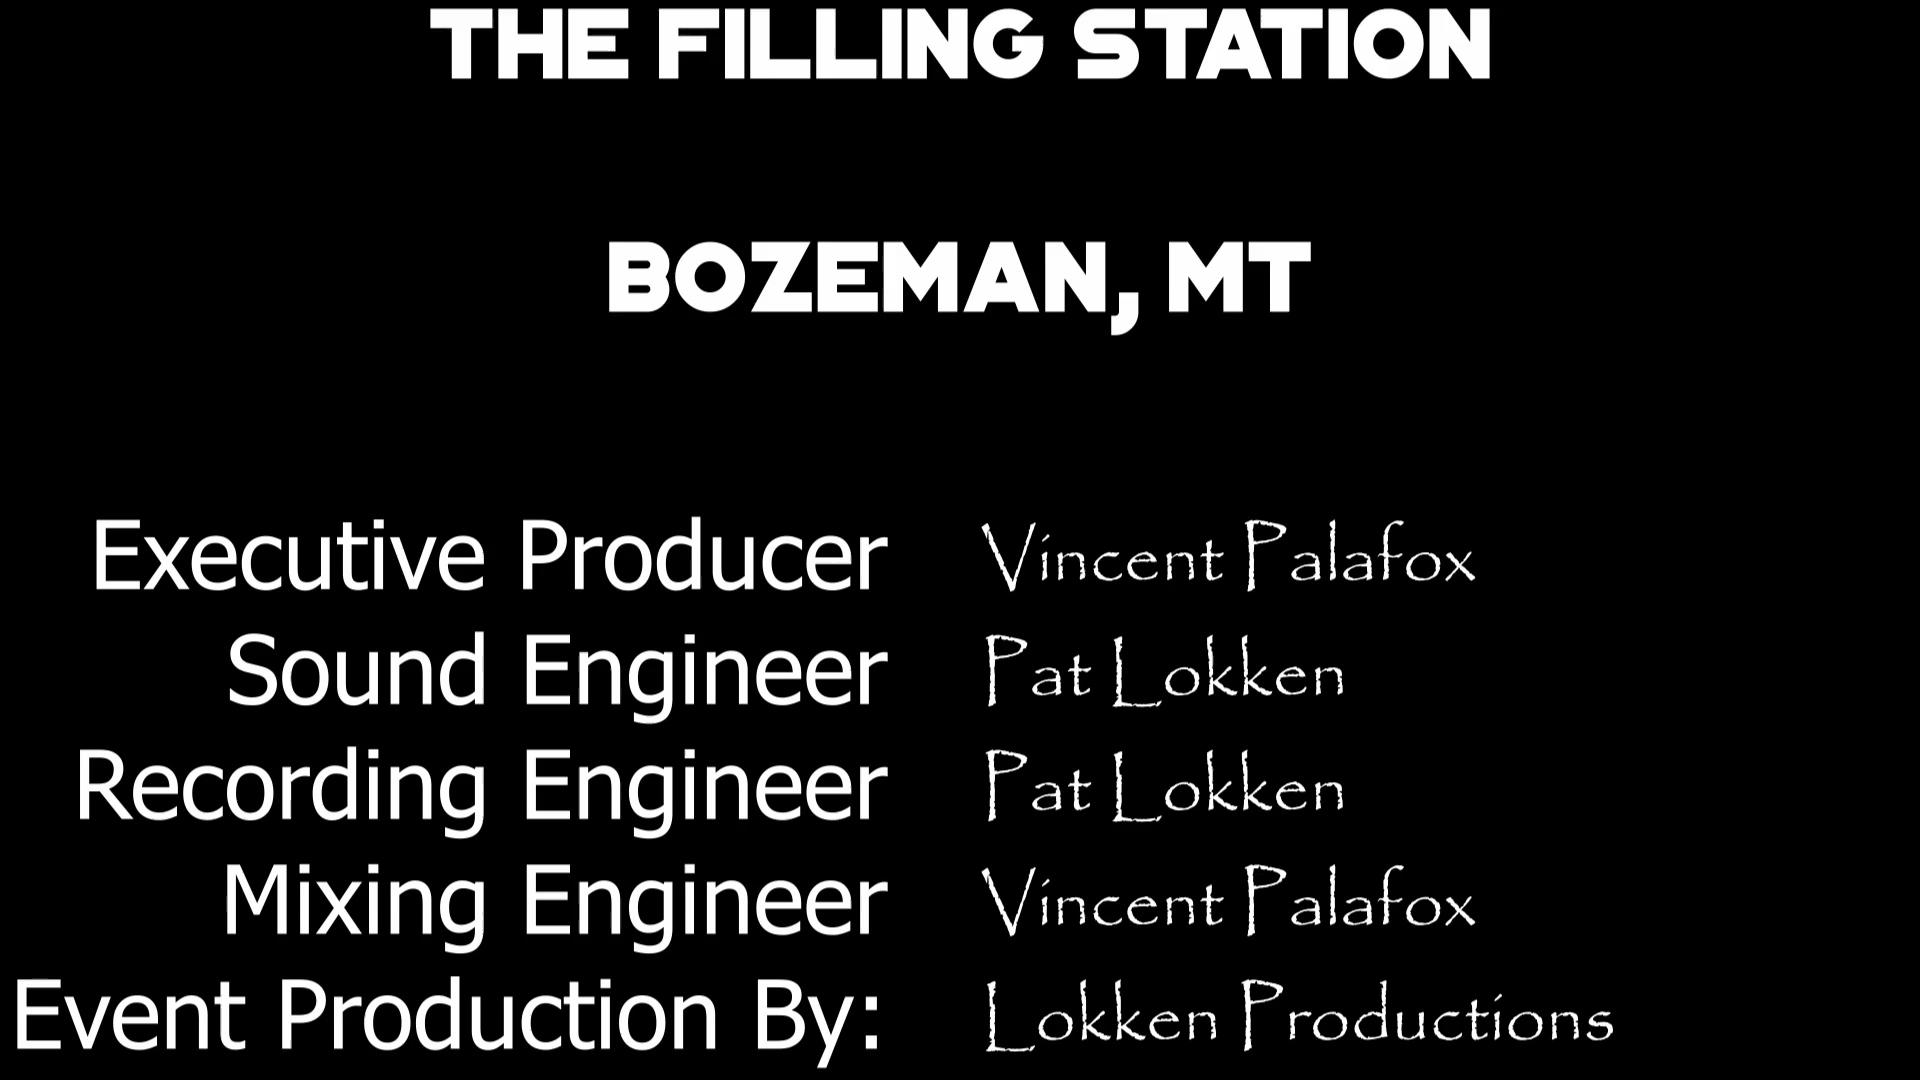 THE FILLING STATION
BOZEMAN, MT
Executive Producer Vincent Palafox
Sound Engineer Pat Lokken
Recording Engineer Pat Lokken
Mixing Engineer Vincent Palafox
Event Production By: Lokken Productions